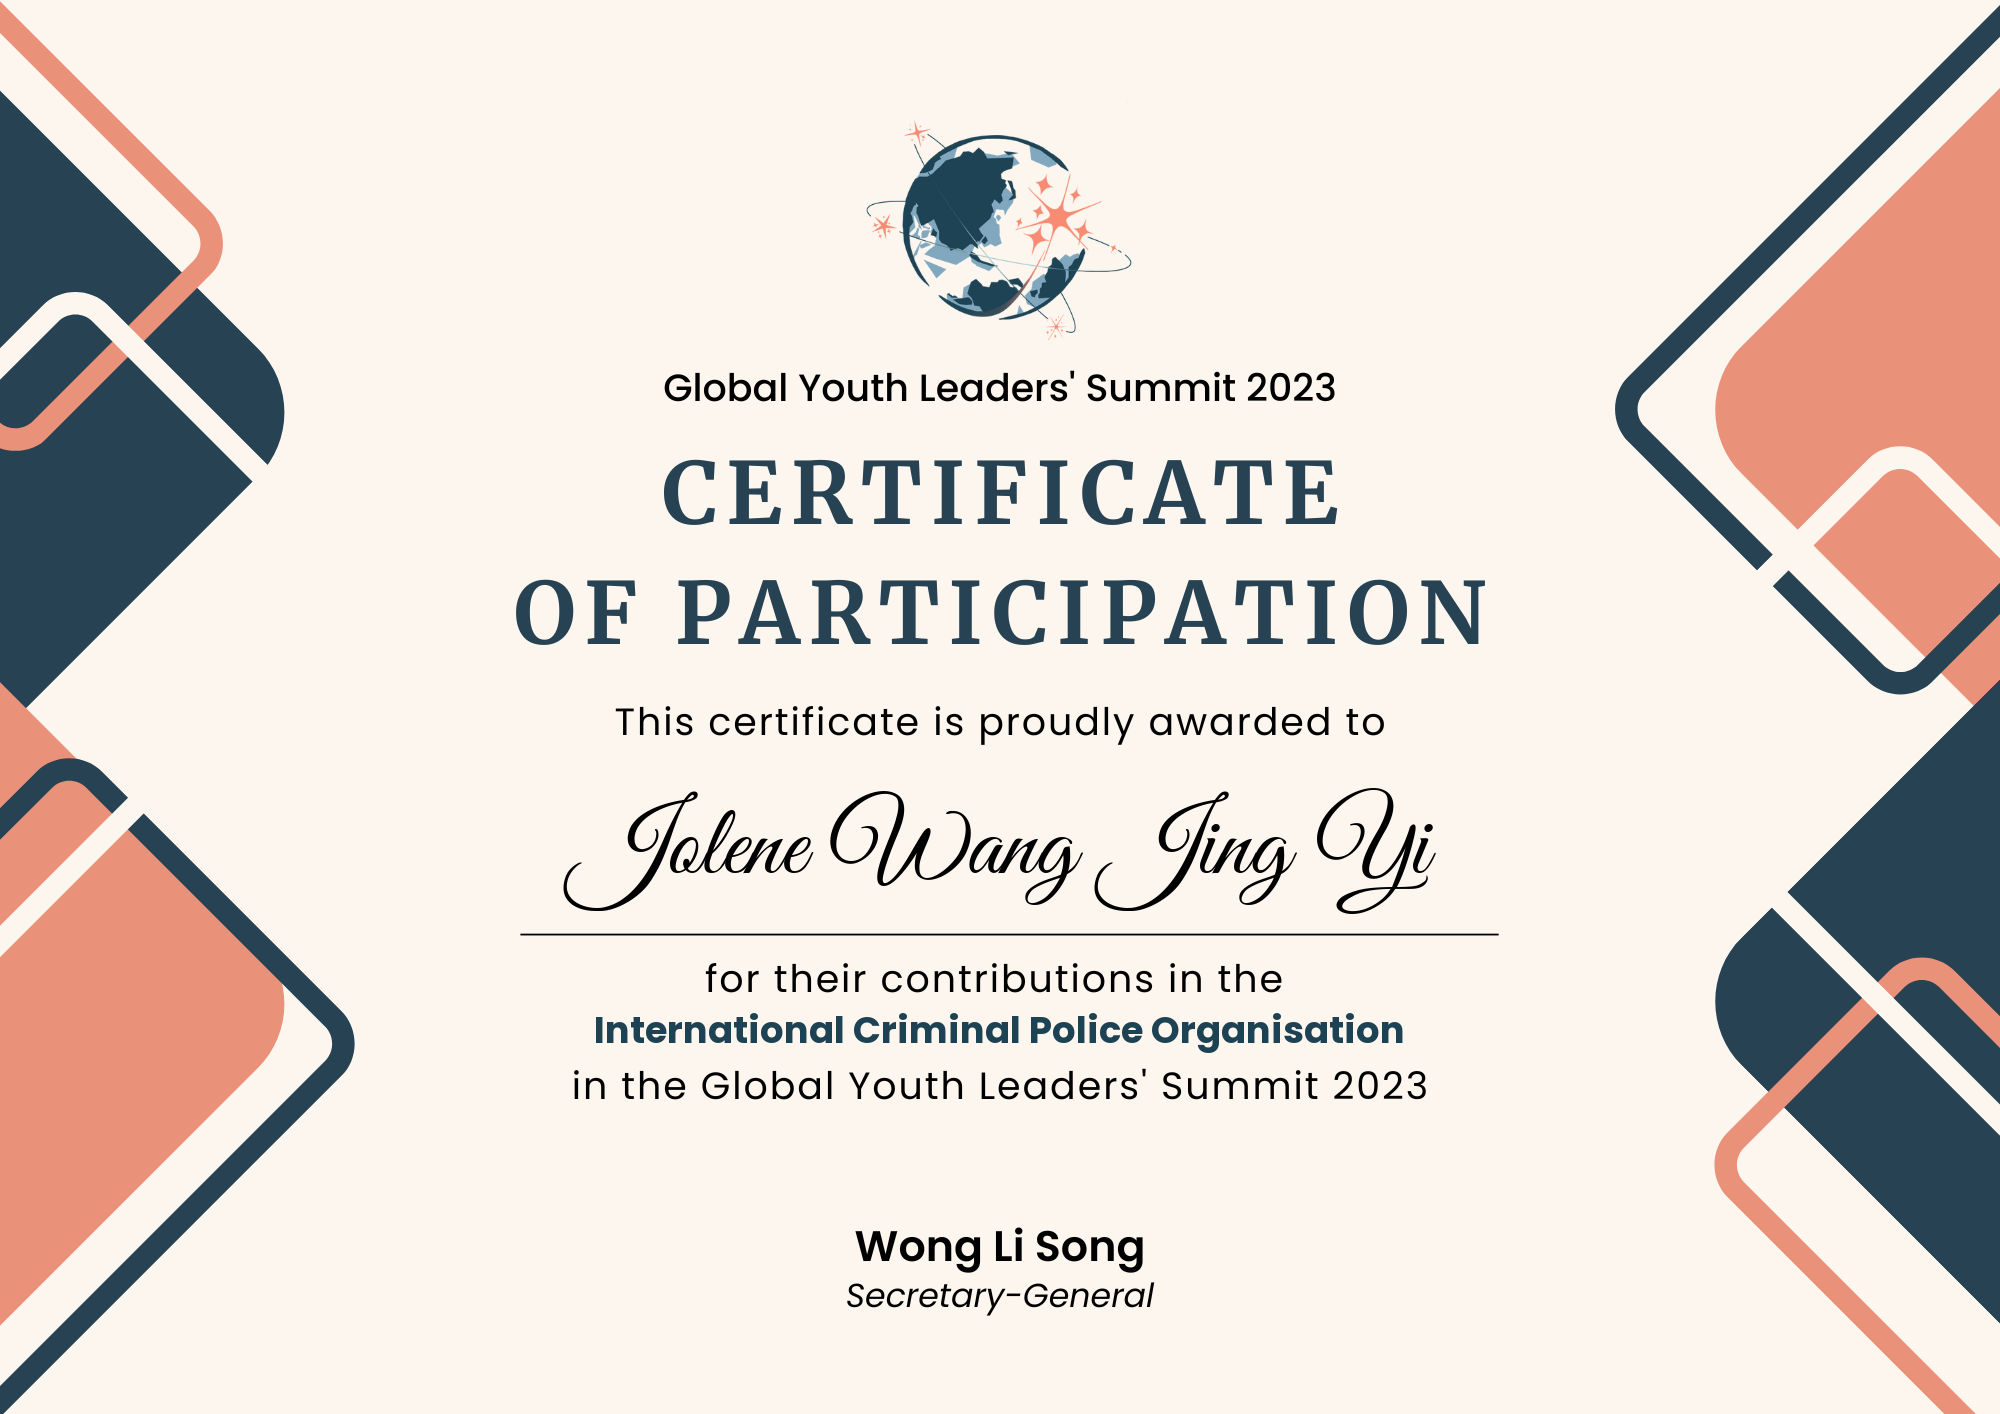 Global Youth Leaders' Summit 2023
CERTIFICATE
OF PARTICIPATION
This certificate is proudly awarded to
Jolene Wang Jing Yi
for their contributions in the
International Criminal Police Organisation
in the Global Youth Leaders' Summit 2023
Wong Li Song
Secretary-General